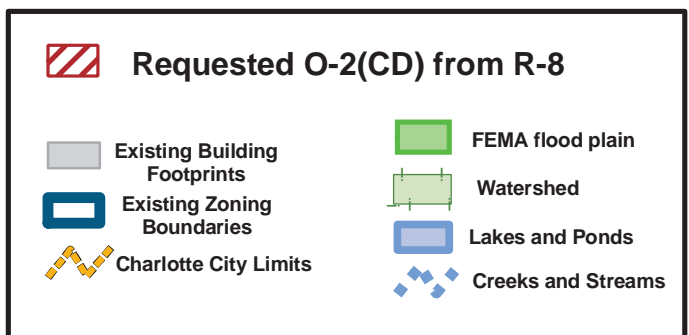 Requested O-2(CD) from R-8
Existing Building
Footprints
Existing Zoning
Boundaries
Charlotte City Limits
FEMA flood plain
Watershed
Lakes and Ponds
Creeks and Streams